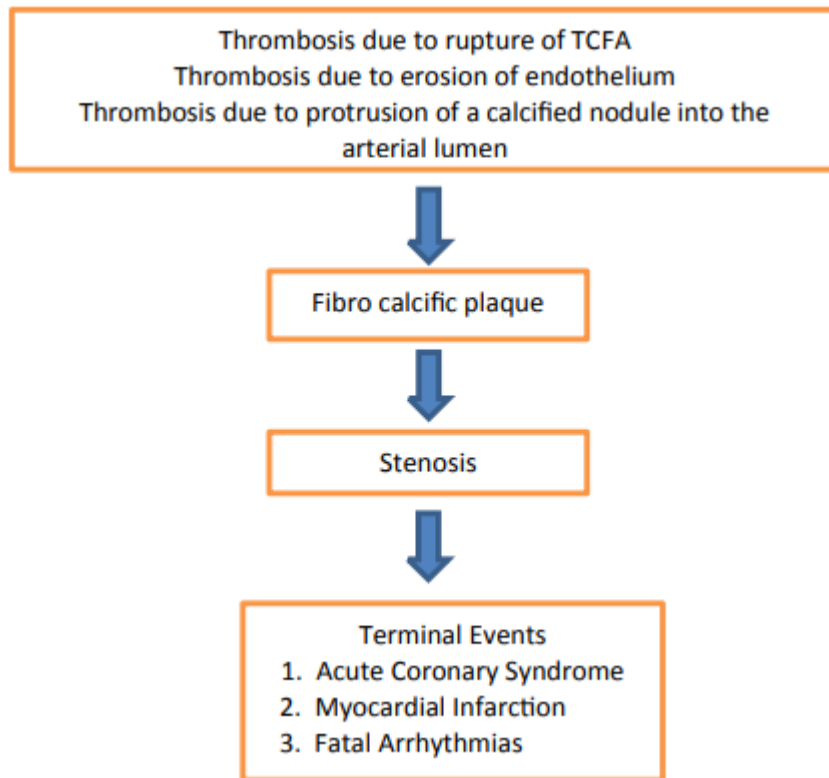 Thrombosis due to rupture of TCFA
Thrombosis due to erosion of endothelium
Thrombosis due to protrusion of a calcified nodule into the
arterial lumen
Fibro calcific plaque
Stenosis
Terminal Events
1. Acute Coronary Syndrome
2. Myocardial Infarction
3. Fatal Arrhythmias